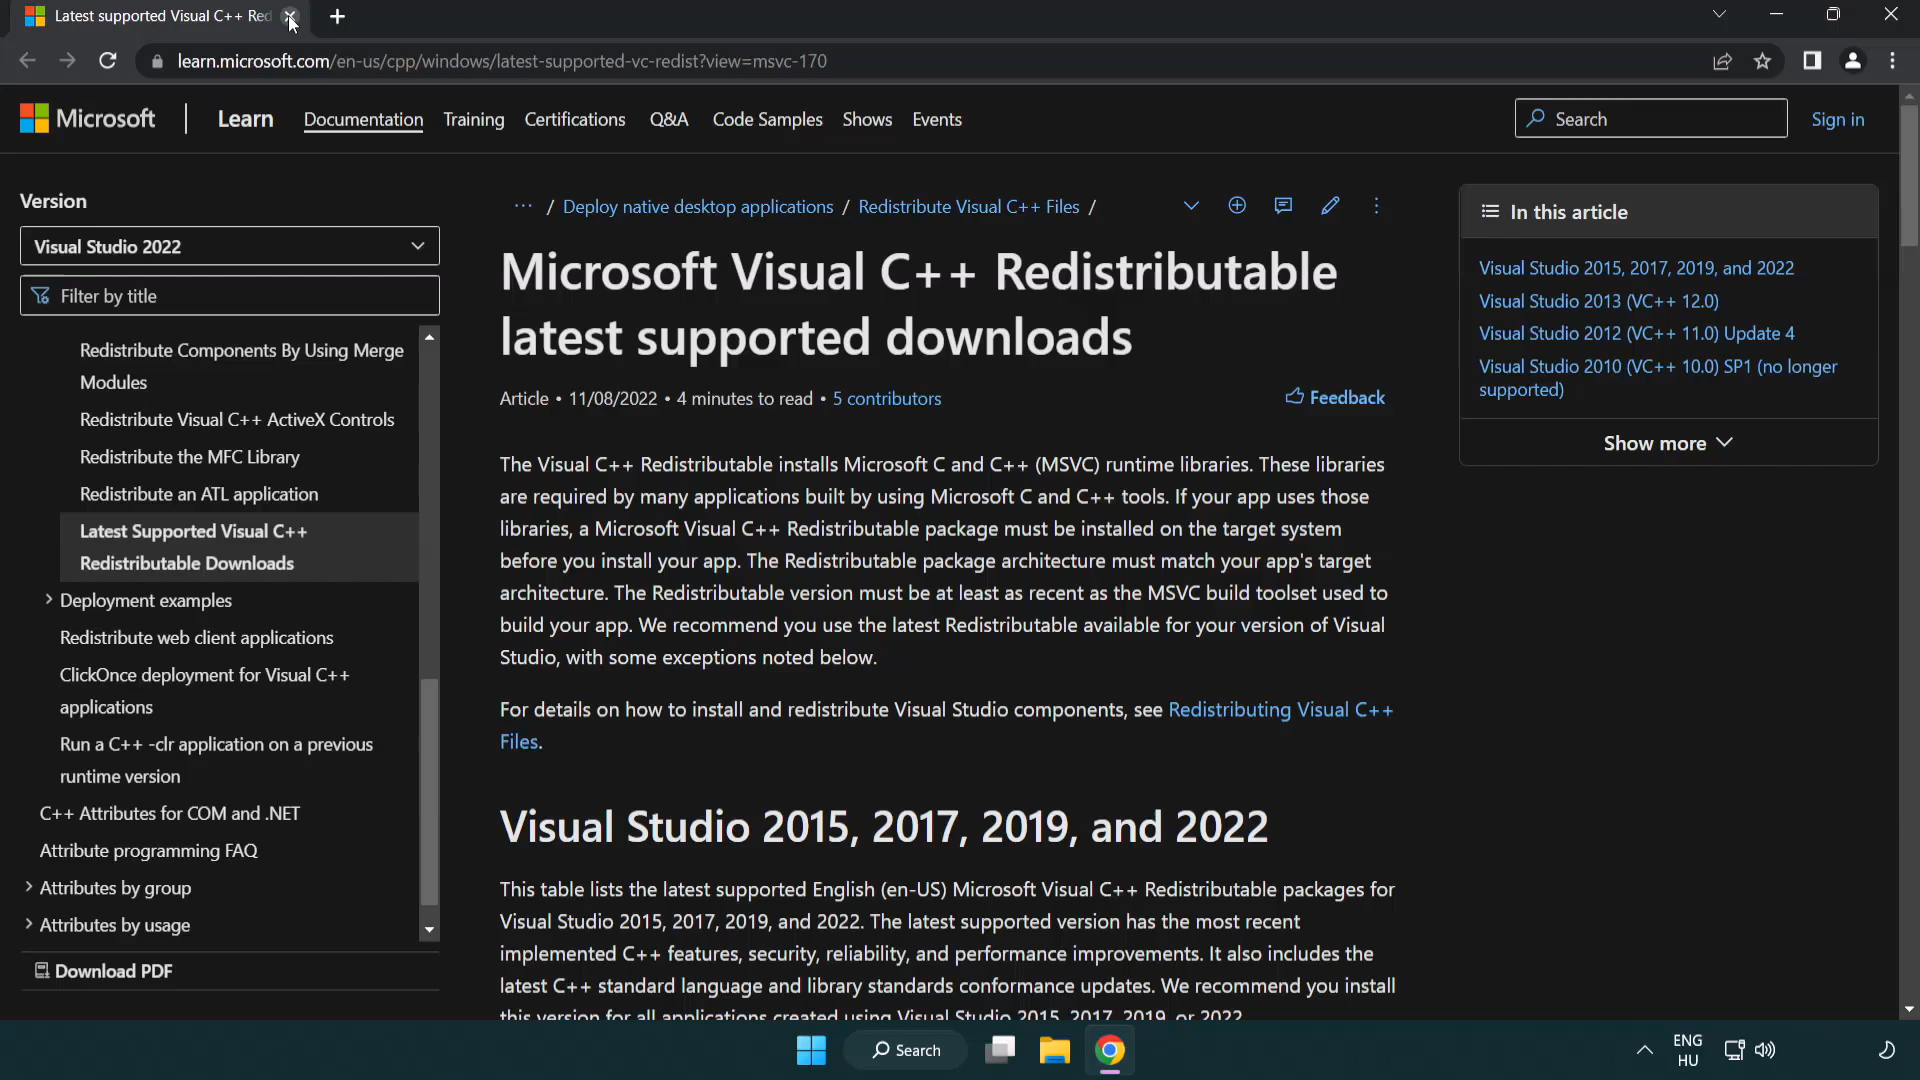 Latest supported Visual C++ Red
learn.microsoft.com/en-us/cpp/windows/latest-supported-vc-redist?view=msvc-170
Microsoft
Learn
Documentation
Training
Certifications
Q&A
Code Samples
Shows
Events
Search
Sign in
Version
Visual Studio 2022
Filter by title
Redistribute Components By Using Merge
Modules
Redistribute Visual C++ ActiveX Controls
Redistribute the MFC Library
Redistribute an ATL application
Latest Supported Visual C++
Redistributable Downloads
Deployment examples
Redistribute web client applications
ClickOnce deployment for Visual C++
applications
Run a C++ -clr application on a previous
runtime version
C++ Attributes for COM and .NET
Attribute programming FAQ
Attributes by group
Attributes by usage
Download PDF
··· / Deploy native desktop applications / Redistribute Visual C++ Files /
Microsoft Visual C++ Redistributable
latest supported downloads
Article • 11/08/2022 • 4 minutes to read • 5 contributors
Feedback
The Visual C++ Redistributable installs Microsoft C and C++ (MSVC) runtime libraries. These libraries
are required by many applications built by using Microsoft C and C++ tools. If your app uses those
libraries, a Microsoft Visual C++ Redistributable package must be installed on the target system
before you install your app. The Redistributable package architecture must match your app's target
architecture. The Redistributable version must be at least as recent as the MSVC build toolset used to
build your app. We recommend you use the latest Redistributable available for your version of Visual
Studio, with some exceptions noted below.
For details on how to install and redistribute Visual Studio components, see Redistributing Visual C++
Files.
Visual Studio 2015, 2017, 2019, and 2022
This table lists the latest supported English (en-US) Microsoft Visual C++ Redistributable packages for
Visual Studio 2015, 2017, 2019, and 2022. The latest supported version has the most recent
implemented C++ features, security, reliability, and performance improvements. It also includes the
latest C++ standard language and library standards conformance updates. We recommend you install
this version for all applications created using Visual Studio 2015, 2017, 2019, or 2022.
In this article
Visual Studio 2015, 2017, 2019, and 2022
Visual Studio 2013 (VC++ 12.0)
Visual Studio 2012 (VC++ 11.0) Update 4
Visual Studio 2010 (VC++ 10.0) SP1 (no longer
supported)
Show more
Search
ENG
HU